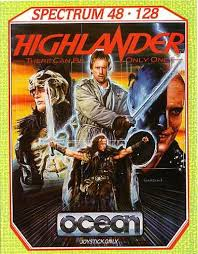 SPECTRUM 48 · 128
HIGHLANDER
THERE CAN BE ONLY ONE
ocean
JOYSTICK ONLY